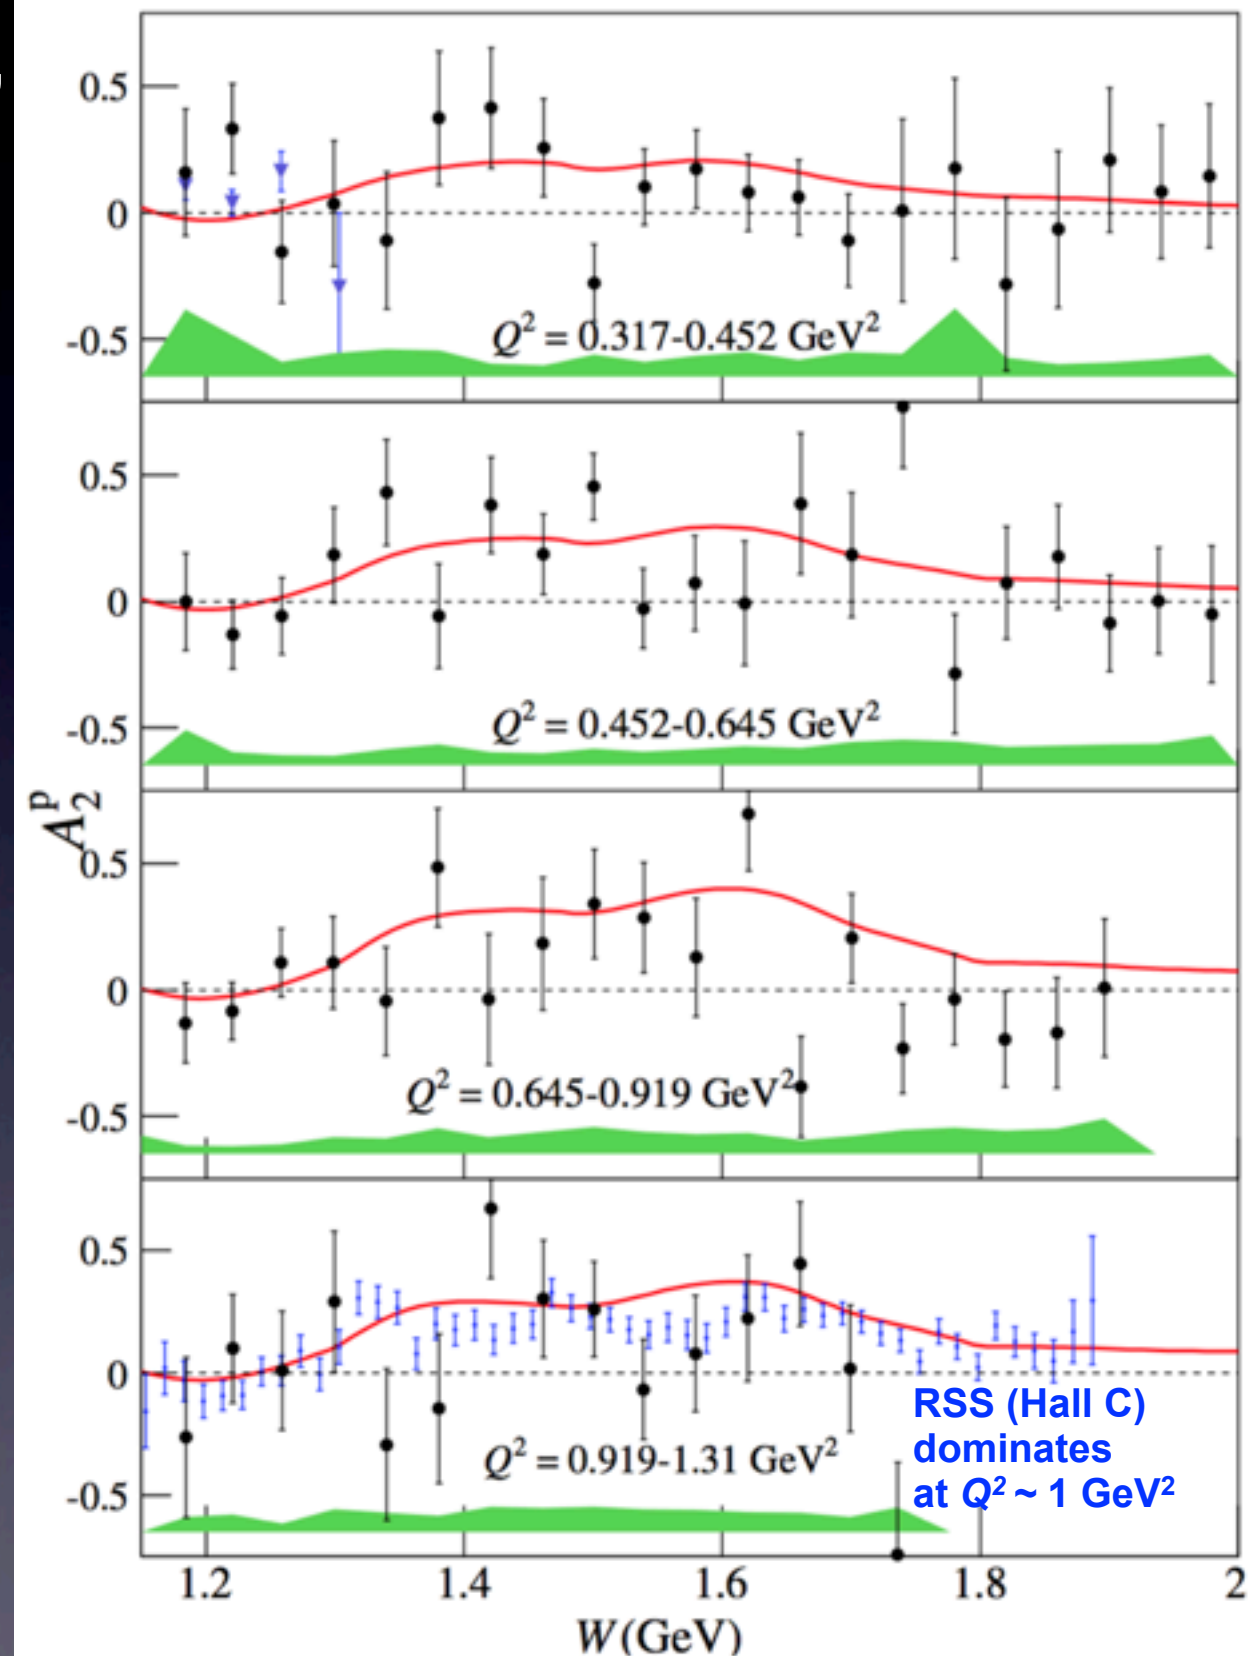 0.5
0
-0.5
Q² = 0.317-0.452 GeV²
0.5
0
-0.5
Q² = 0.452-0.645 GeV²
A₂ᵖ
0.5
0
-0.5
Q² = 0.645-0.919 GeV²
0.5
0
-0.5
Q² = 0.919-1.31 GeV²
RSS (Hall C)
dominates
at Q² ~ 1 GeV²
1.2 1.4 1.6 1.8 2
W(GeV)